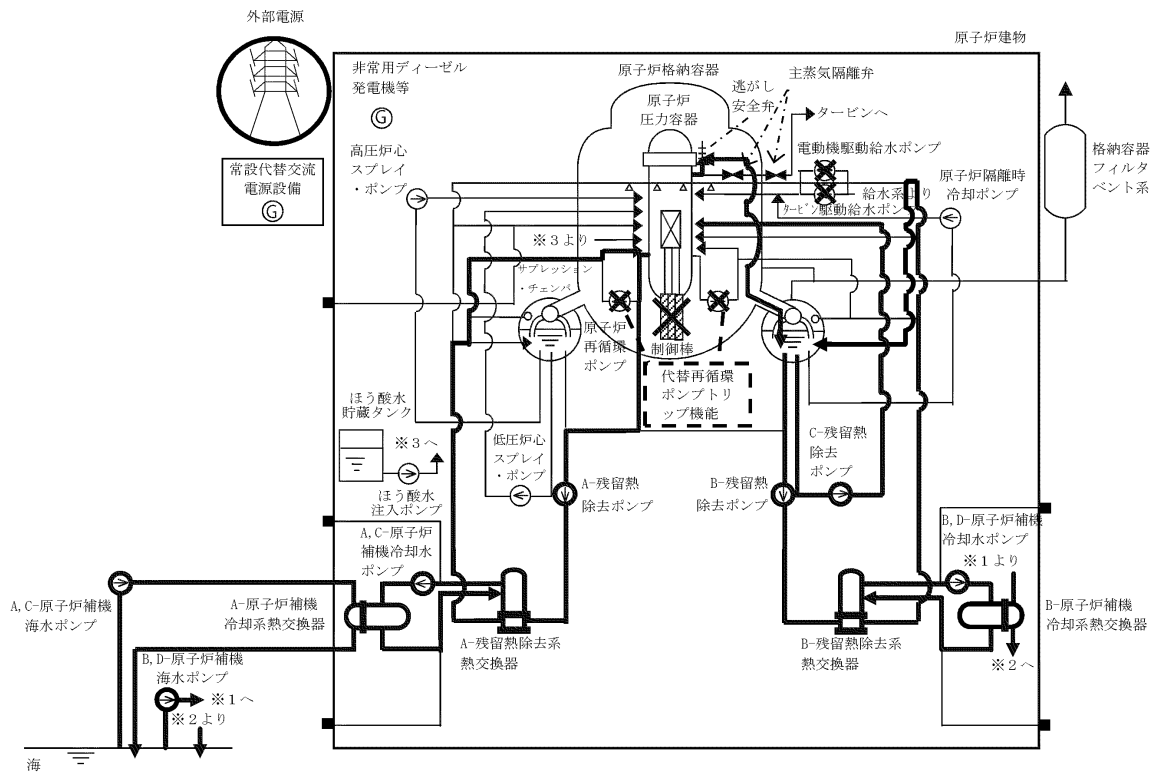 外部電源
原子炉建物
非常用ディーゼル
発電機等
G
原子炉格納容器
原子炉
圧力容器
逃がし
安全弁
主蒸気隔離弁
タービンへ
常設代替交流
電源設備
G
高圧炉心
スプレイ
・ポンプ
電動機駆動給水ポンプ
格納容器
フィルタ
ベント系
原子炉隔離時
冷却ポンプ
給水系より
ﾀｰﾋﾞﾝ駆動給水ポンプ
※3より
サプレッション
・チェンバ
原子炉
再循環
ポンプ
制御棒
代替再循環
ポンプトリ
ップ機能
ほう酸水
貯蔵タンク
※3へ
ほう酸水
注入ポンプ
低圧炉心
スプレイ
・ポンプ
A-残留熱
除去ポンプ
B-残留熱
除去ポンプ
C-残留熱
除去
ポンプ
A,C-原子炉
補機冷却水
ポンプ
B,D-原子炉補機
冷却水ポンプ
※1より
A,C-原子炉補機
海水ポンプ
A-原子炉補機
冷却系熱交換器
A-残留熱除去系
熱交換器
B-残留熱除去系
熱交換器
B-原子炉補機
冷却系熱交換器
※2へ
B,D-原子炉補機
海水ポンプ
※1へ
※2より
海